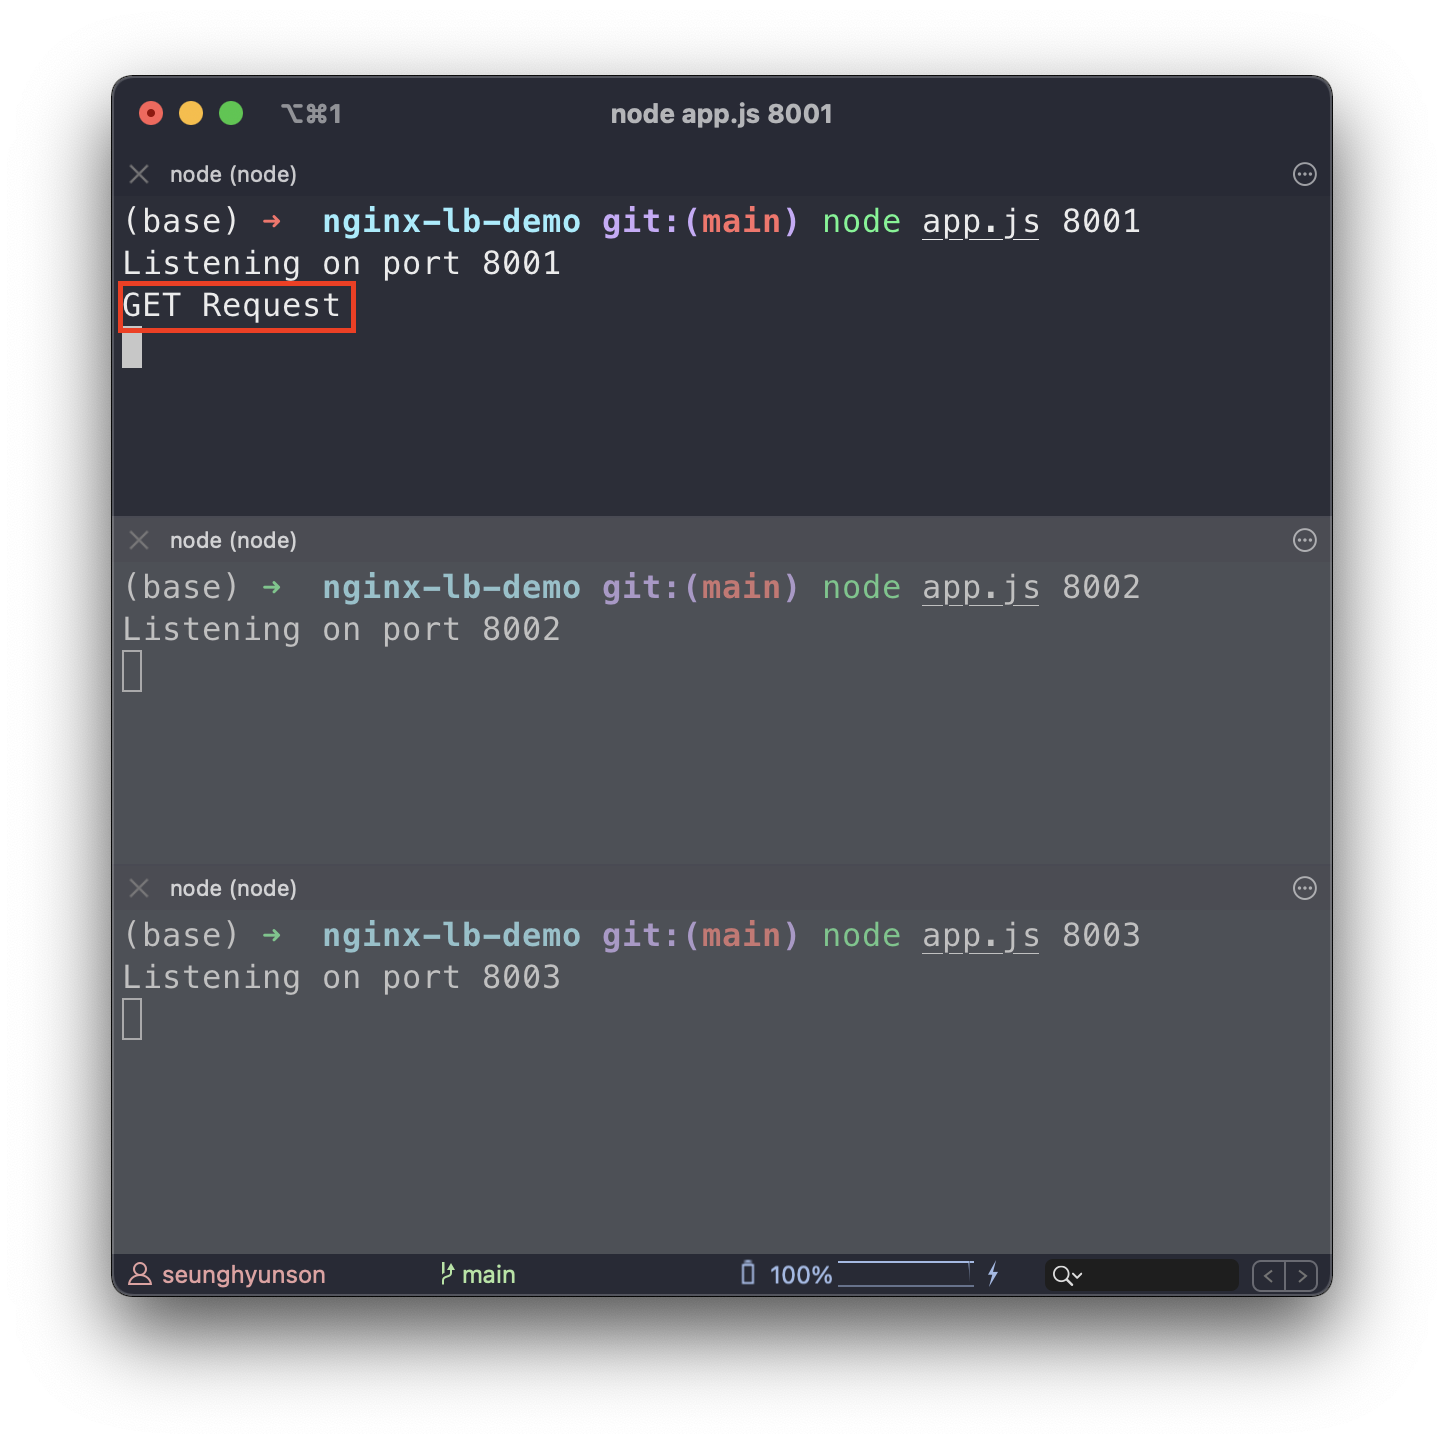 ⌥⌘1 node app.js 8001
node (node)
(base) ➜ nginx-lb-demo git:(main) node app.js 8001
Listening on port 8001
GET Request
node (node)
(base) ➜ nginx-lb-demo git:(main) node app.js 8002
Listening on port 8002
node (node)
(base) ➜ nginx-lb-demo git:(main) node app.js 8003
Listening on port 8003
seunghyunson main 100%